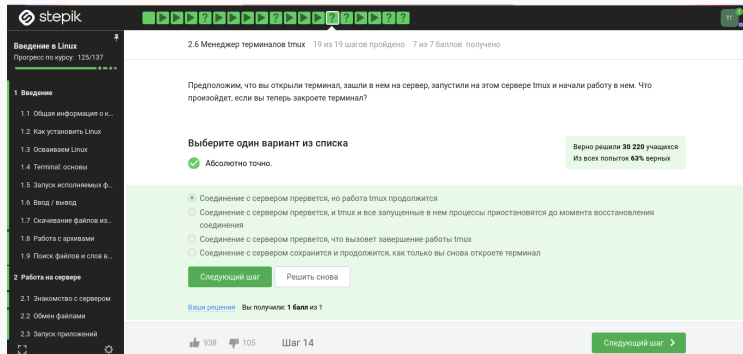 stepik
Введение в Linux
Прогресс по курсу: 125/137
1 Введение
1.1 Общая информация о к...
1.2 Как установить Linux
1.3 Осваиваем Linux
1.4 Terminal: основы
1.5 Запуск исполняемых ф...
1.6 Ввод / вывод
1.7 Скачивание файлов из...
1.8 Работа с архивами
1.9 Поиск файлов и слов в...
2 Работа на сервере
2.1 Знакомство с сервером
2.2 Обмен файлами
2.3 Запуск приложений
2.6 Менеджер терминалов tmux 19 из 19 шагов пройдено 7 из 7 баллов получено
Предположим, что вы открыли терминал, зашли в нем на сервер, запустили на этом сервере tmux и начали работу в нем. Что
произойдет, если вы теперь закроете терминал?
Выберите один вариант из списка
Абсолютно точно.
Верно решили 30 220 учащихся
Из всех попыток 63% верных
Соединение с сервером прервется, но работа tmux продолжится
Соединение с сервером прервется, и tmux и все запущенные в нем процессы приостановятся до момента восстановления
соединения
Соединение с сервером прервется, что вызовет завершение работы tmux
Соединение с сервером сохранится и продолжится, как только вы снова откроете терминал
Следующий шаг Решить снова
Ваши решения Вы получили: 1 балл из 1
938 105 Шаг 14 Следующий шаг